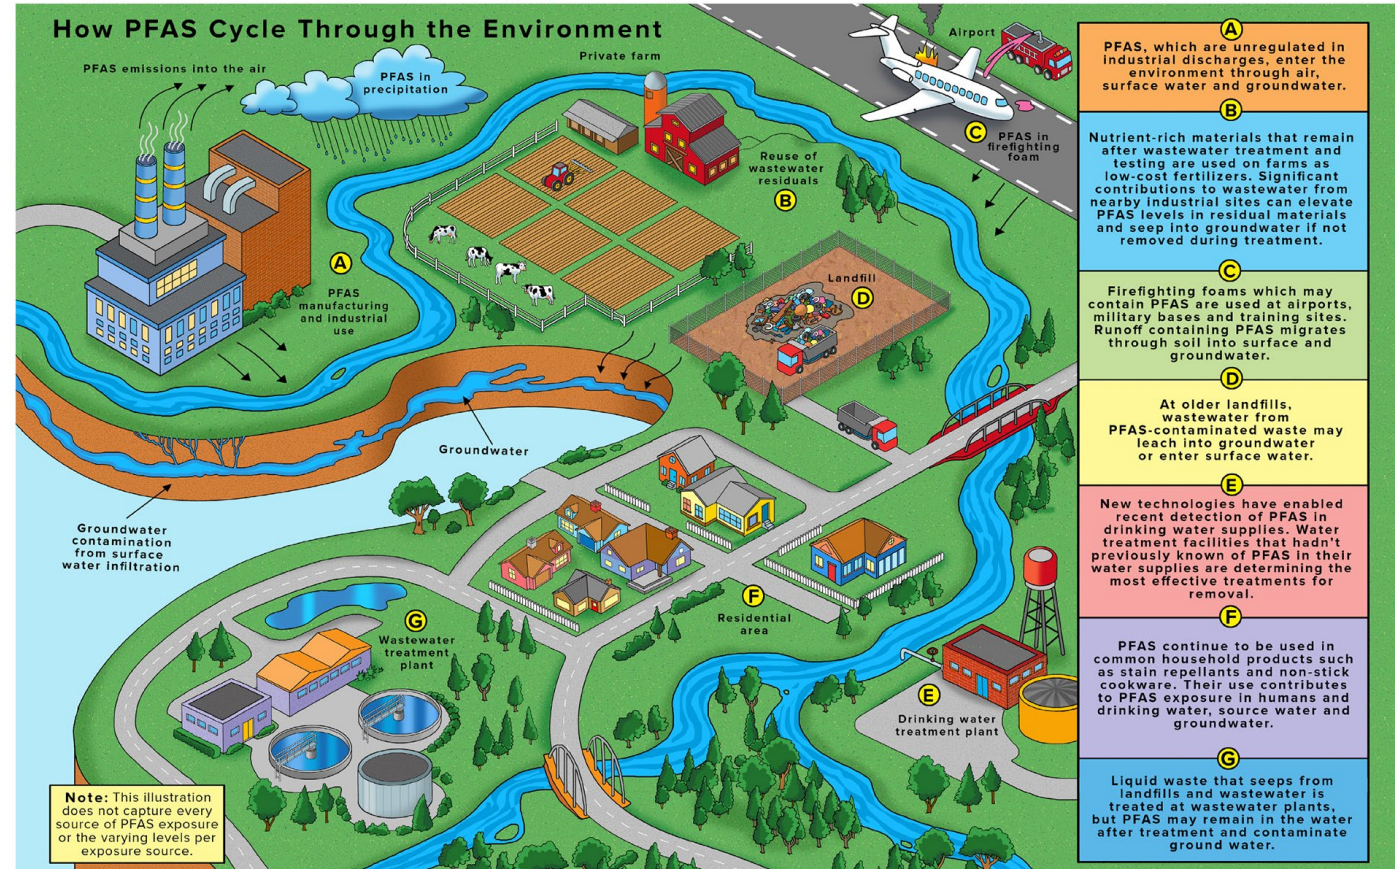 How PFAS Cycle Through the Environment
PFAS emissions into the air
PFAS in
precipitation
Private farm
Airport
C
PFAS in
firefighting
foam
Reuse of
wastewater
residuals
B
A
PFAS
manufacturing
and industrial
use
Landfill
D
Groundwater
Groundwater
contamination
from surface
water infiltration
G
Wastewater
treatment
plant
F
Residential
area
E
Drinking water
treatment plant
Note: This illustration
does not capture every
source of PFAS exposure
or the varying levels per
exposure source.
A
PFAS, which are unregulated in
industrial discharges, enter the
environment through air,
surface water and groundwater.
B
Nutrient-rich materials that remain
after wastewater treatment and
testing are used on farms as
low-cost fertilizers. Significant
contributions to wastewater from
nearby industrial sites can elevate
PFAS levels in residual materials
and seep into groundwater if not
removed during treatment.
C
Firefighting foams which may
contain PFAS are used at airports,
military bases and training sites.
Runoff containing PFAS migrates
through soil into surface and
groundwater.
D
At older landfills,
wastewater from
PFAS-contaminated waste may
leach into groundwater
or enter surface water.
E
New technologies have enabled
recent detection of PFAS in
drinking water supplies. Water
treatment facilities that hadn't
previously known of PFAS in their
water supplies are determining the
most effective treatments for
removal.
F
PFAS continue to be used in
common household products such
as stain repellants and non-stick
cookware. Their use contributes
to PFAS exposure in humans and
drinking water, source water and
groundwater.
G
Liquid waste that seeps from
landfills and wastewater is
treated at wastewater plants,
but PFAS may remain in the water
after treatment and contaminate
ground water.